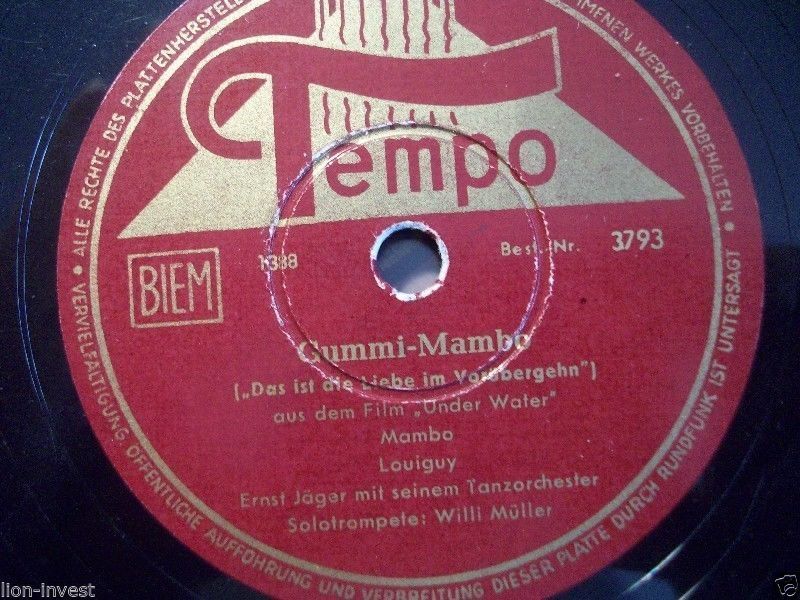 Tempo
BIEM
1388
Best. Nr. 3793
Gummi-Mambo
(„Das ist die Liebe im Vorübergehn")
aus dem Film „Under Water"
Mambo
Louiguy
Ernst Jäger mit seinem Tanzorchester
Solotrompete: Willi Müller
ALLE RECHTE DES PLATTENHERSTELLE
IMENEN WERKES VORBEHALTEN
VERVIELFÄLTIGUNG ÖFFENTLICHE AUFFÜHRUNG UND VERBREITUNG DIESER PLATTE DURCH RUNDFUNK IST UNTERSAGT
lion-invest